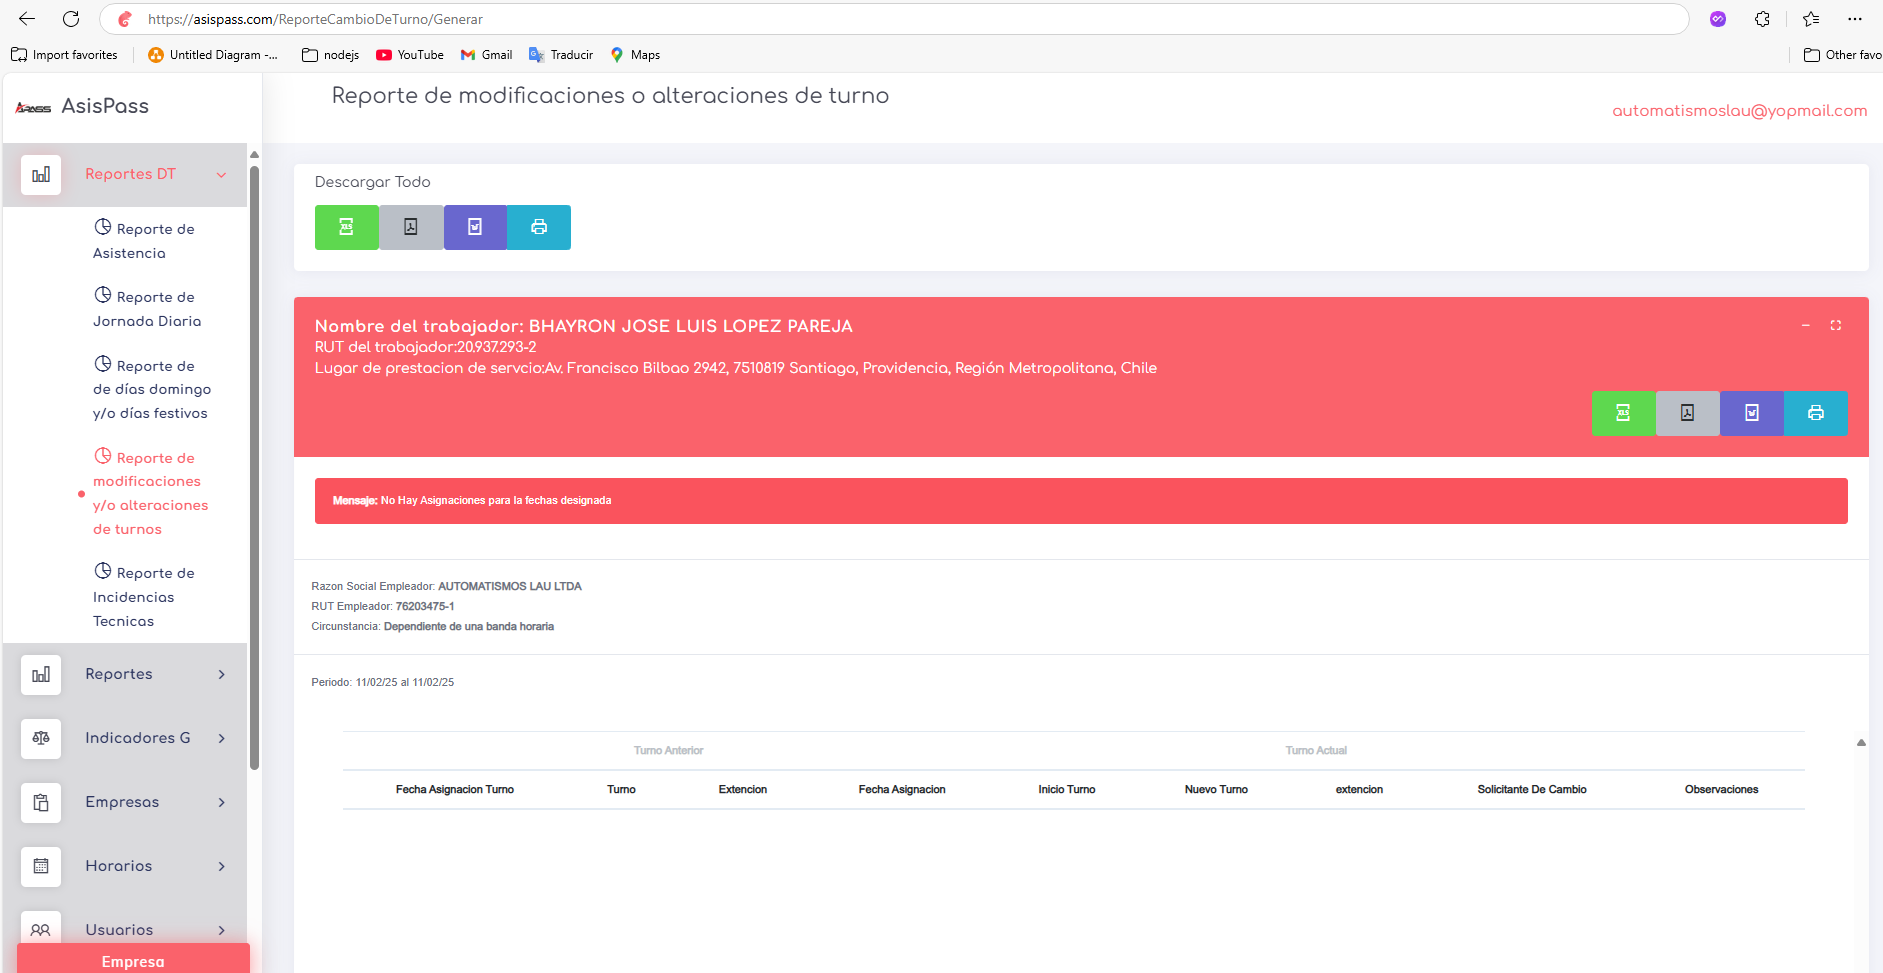 https://asispass.com/ReporteCambioDeTurno/Generar
Import favorites
Untitled Diagram -...
nodejs
YouTube
Gmail
Traducir
Maps
Other favo
AsisPass
Reporte de modificaciones o alteraciones de turno
automatismoslau@yopmail.com
Reportes DT
Reporte de
Asistencia
Reporte de
Jornada Diaria
Reporte de
de días domingo
y/o días festivos
Reporte de
modificaciones
y/o alteraciones
de turnos
Reporte de
Incidencias
Tecnicas
Reportes
Indicadores G
Empresas
Horarios
Usuarios
Empresa
Descargar Todo
XLS
Nombre del trabajador: BHAYRON JOSE LUIS LOPEZ PAREJA
RUT del trabajador:20.937.293-2
Lugar de prestacion de servcio:Av. Francisco Bilbao 2942, 7510819 Santiago, Providencia, Región Metropolitana, Chile
XLS
Mensaje: No Hay Asignaciones para la fechas designada
Razon Social Empleador: AUTOMATISMOS LAU LTDA
RUT Empleador: 76203475-1
Circunstancia: Dependiente de una banda horaria
Periodo: 11/02/25 al 11/02/25
Turno Anterior Turno Actual
Fecha Asignacion Turno Turno Extencion Fecha Asignacion Inicio Turno Nuevo Turno extencion Solicitante De Cambio Observaciones